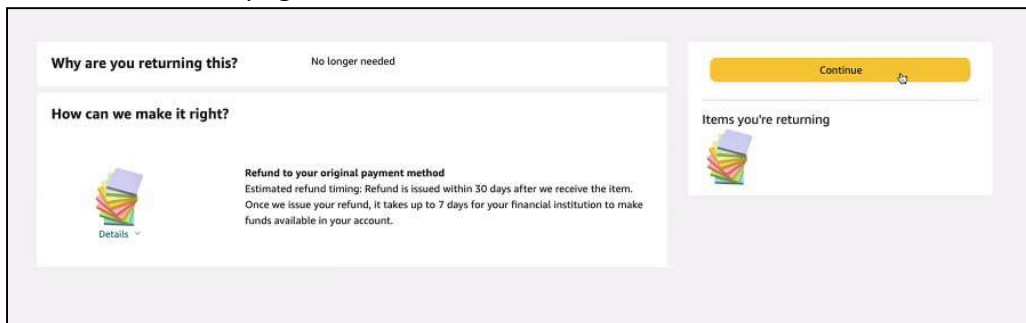 Why are you returning this?
No longer needed
Continue
How can we make it right?
Items you're returning
Refund to your original payment method
Estimated refund timing: Refund is issued within 30 days after we receive the item.
Once we issue your refund, it takes up to 7 days for your financial institution to make
funds available in your account.
Details